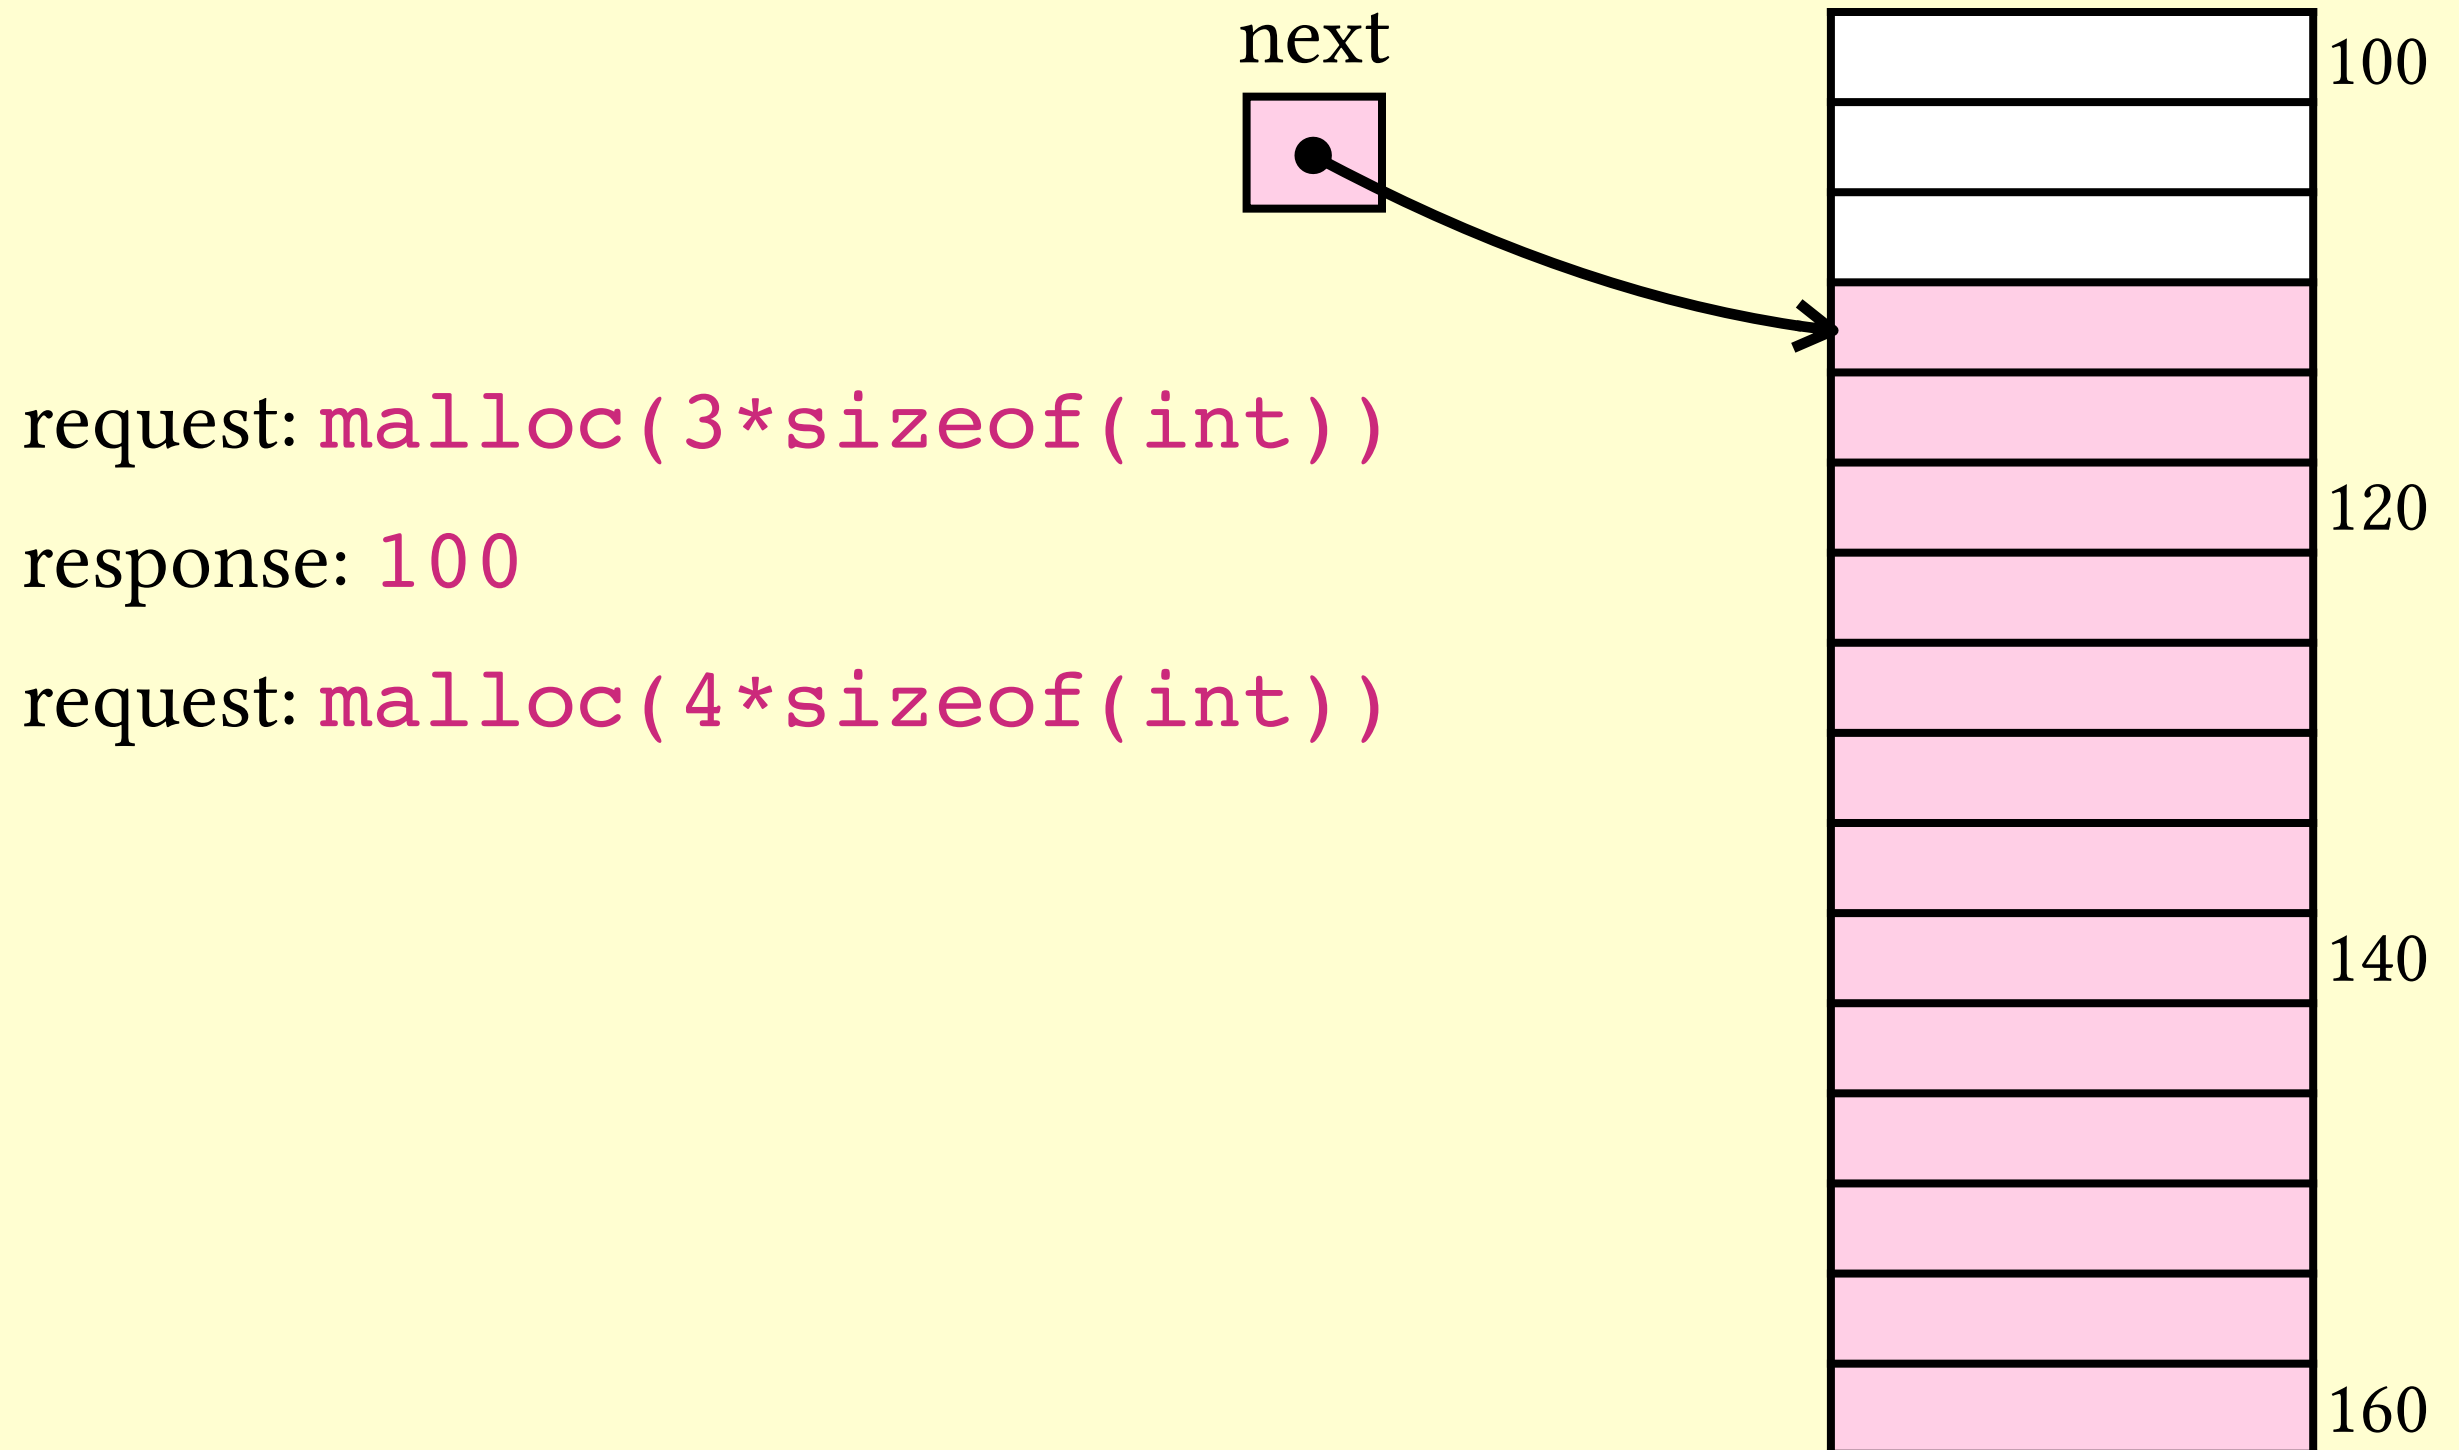 next
100
request: malloc(3*sizeof(int))
120
response: 100
request: malloc(4*sizeof(int))
140
160